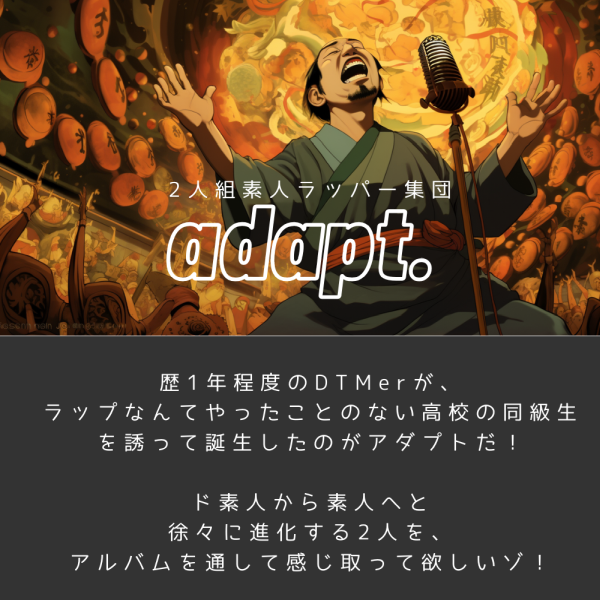 2人組素人ラッパー集団
adapt.
歴1年程度のDTMerが、
ラップなんてやったことのない高校の同級生
を誘って誕生したのがアダプトだ！
ド素人から素人へと
徐々に進化する2人を、
アルバムを通して感じ取って欲しいゾ！